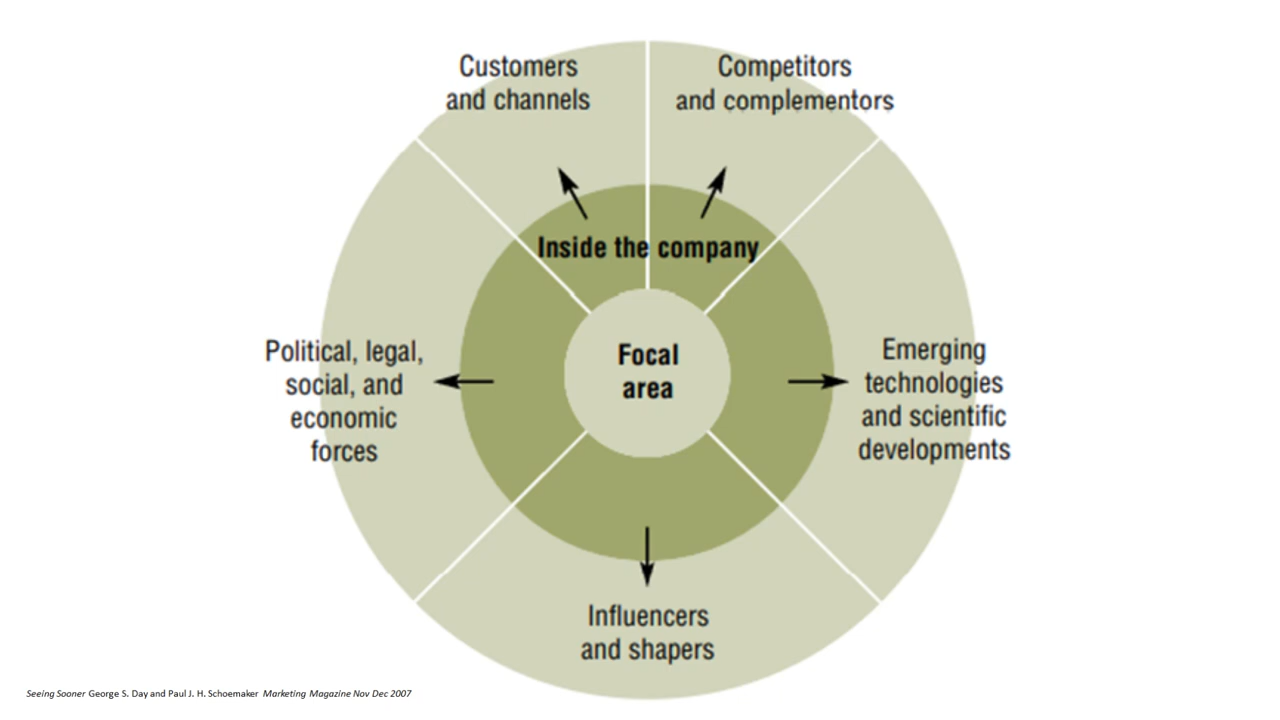 Customers
and channels
Competitors
and complementors
Inside the company
Focal
area
Political, legal,
social, and
economic
forces
Emerging
technologies
and scientific
developments
Influencers
and shapers
Seeing Sooner George S. Day and Paul J. H. Schoemaker Marketing Magazine Nov Dec 2007